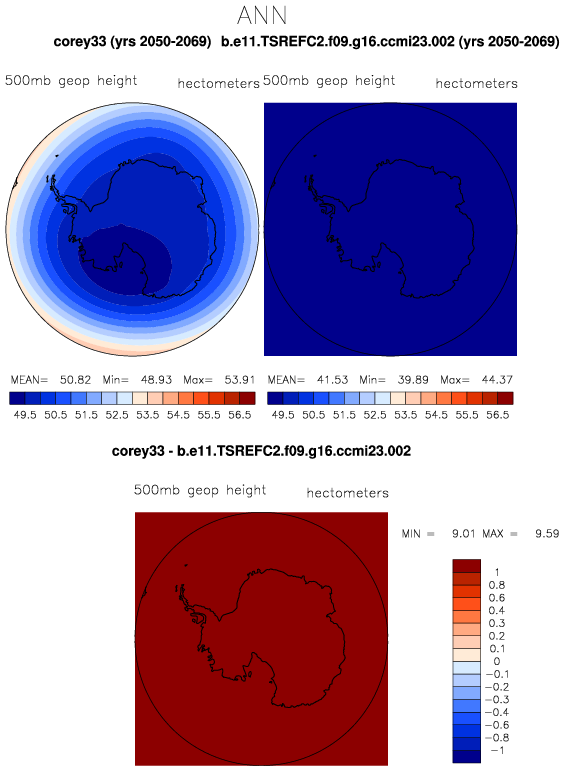 ANN
corey33 (yrs 2050-2069) b.e11.TSREFC2.f09.g16.ccmi23.002 (yrs 2050-2069)
500mb geop height hectometers 500mb geop height hectometers
MEAN= 50.82 Min= 48.93 Max= 53.91 MEAN= 41.53 Min= 39.89 Max= 44.37
49.5 50.5 51.5 52.5 53.5 54.5 55.5 56.5 49.5 50.5 51.5 52.5 53.5 54.5 55.5 56.5
corey33 - b.e11.TSREFC2.f09.g16.ccmi23.002
500mb geop height hectometers
MIN = 9.01 MAX = 9.59
1
0.8
0.6
0.4
0.3
0.2
0.1
0
-0.1
-0.2
-0.3
-0.4
-0.6
-0.8
-1